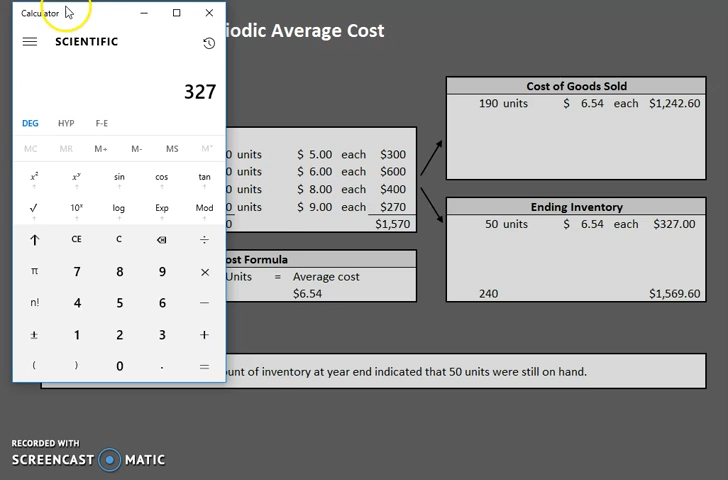 Calculator
SCIENTIFIC
327
DEG HYP F-E
MC MR M+ M- MS M˅
x² xʸ sin cos tan
√ 10ˣ log Exp Mod
↑ CE C ⌫ ÷
π 7 8 9 ×
n! 4 5 6 −
± 1 2 3 +
( ) 0 . =
iodic Average Cost
0 units $ 5.00 each $300
units $ 6.00 each $600
units $ 8.00 each $400
0 units $ 9.00 each $270
0 $1,570
ost Formula
Units = Average cost
$6.54
Cost of Goods Sold
190 units $ 6.54 each $1,242.60
Ending Inventory
50 units $ 6.54 each $327.00
240 $1,569.60
ount of inventory at year end indicated that 50 units were still on hand.
RECORDED WITH
SCREENCAST MATIC